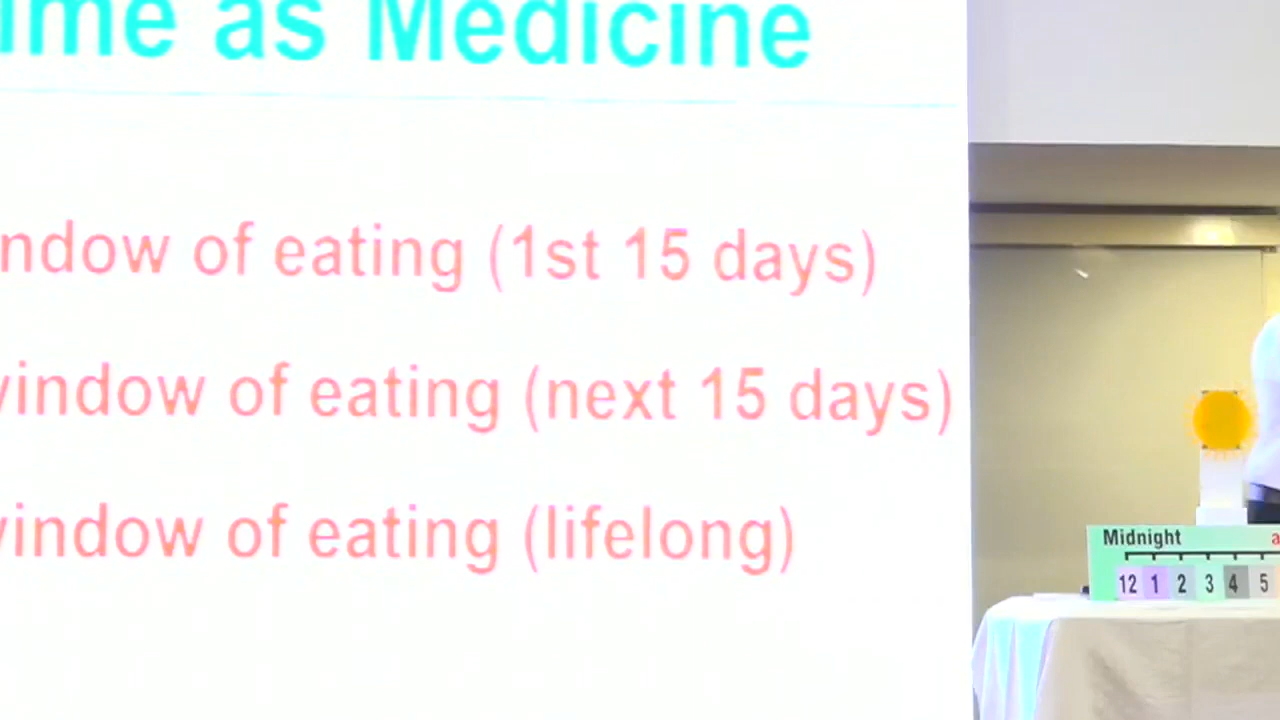 ime as Medicine
ndow of eating (1st 15 days)
window of eating (next 15 days)
window of eating (lifelong)
Midnight a
12 1 2 3 4 5